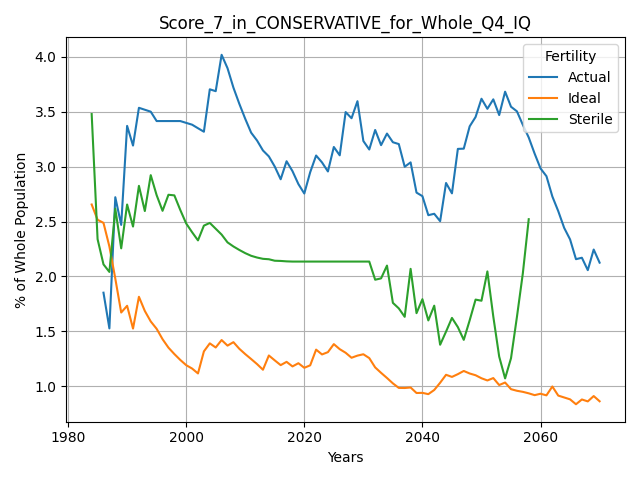 Score_7_in_CONSERVATIVE_for_Whole_Q4_IQ
Fertility
Actual
Ideal
Sterile
% of Whole Population
4.0
3.5
3.0
2.5
2.0
1.5
1.0
1980
2000
2020
2040
2060
Years